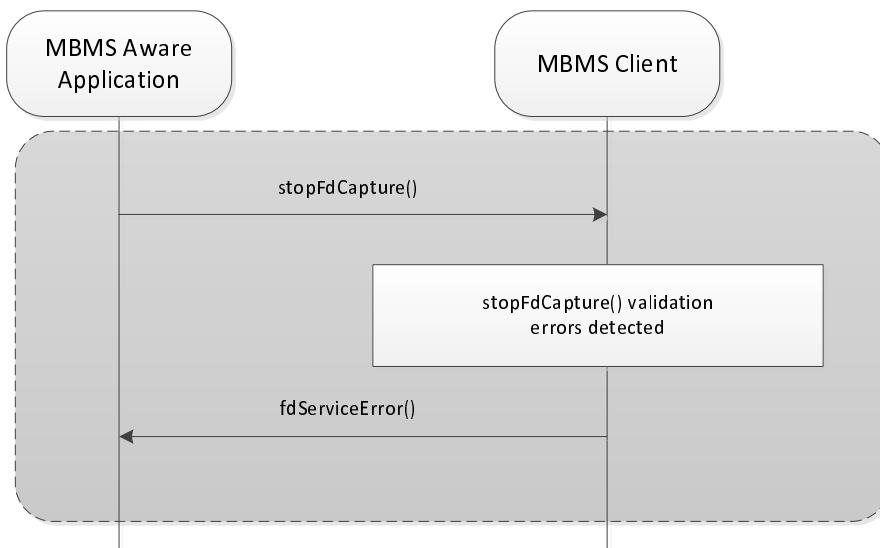 MBMS Aware
Application
MBMS Client
stopFdCapture()
stopFdCapture() validation
errors detected
fdServiceError()